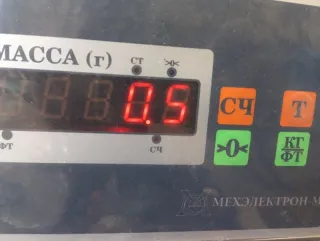 МАССА (г)
СТ >0<
0.5
СЧ Т
ФТ СЧ
>0< КГ
ФТ
МЕХЭЛЕКТРОН-М